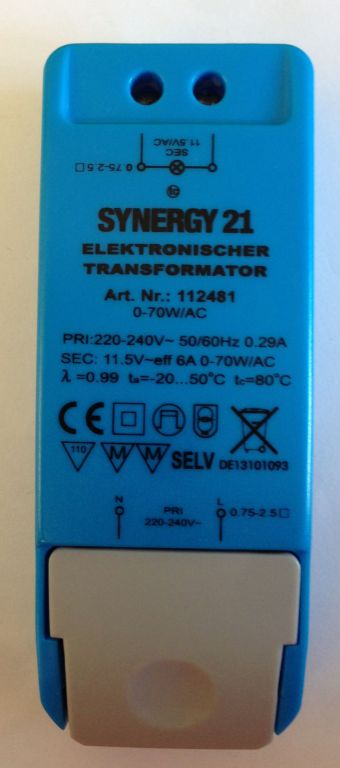 11.5V/AC
SEC
0.75-2.5
SYNERGY 21
ELEKTRONISCHER
TRANSFORMATOR
Art. Nr.: 112481
0-70W/AC
PRI:220-240V~ 50/60Hz 0.29A
SEC: 11.5V~eff 6A 0-70W/AC
λ =0.99 ta=-20...50°C tc=80°C
CE
110 M M SELV DE13101093
N PRI L 0.75-2.5
220-240V~